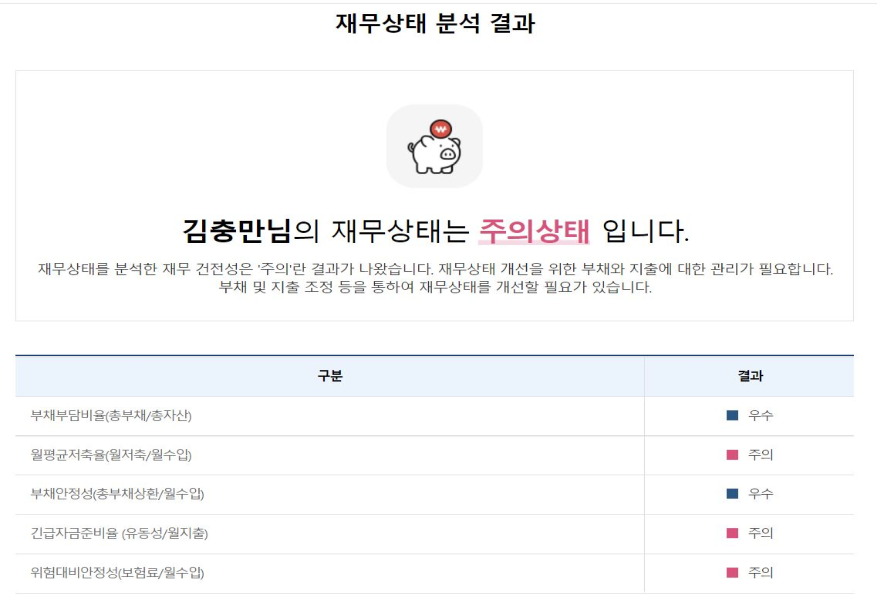 재무상태 분석 결과
₩
김충만님의 재무상태는 주의상태 입니다.
재무상태를 분석한 재무 건전성은 '주의'란 결과가 나왔습니다. 재무상태 개선을 위한 부채와 지출에 대한 관리가 필요합니다.
부채 및 지출 조정 등을 통하여 재무상태를 개선할 필요가 있습니다.
구분 결과
부채부담비율(총부채/총자산) 우수
월평균저축율(월저축/월수입) 주의
부채안정성(총부채상환/월수입) 우수
긴급자금준비율 (유동성/월지출) 주의
위험대비안정성(보험료/월수입) 주의